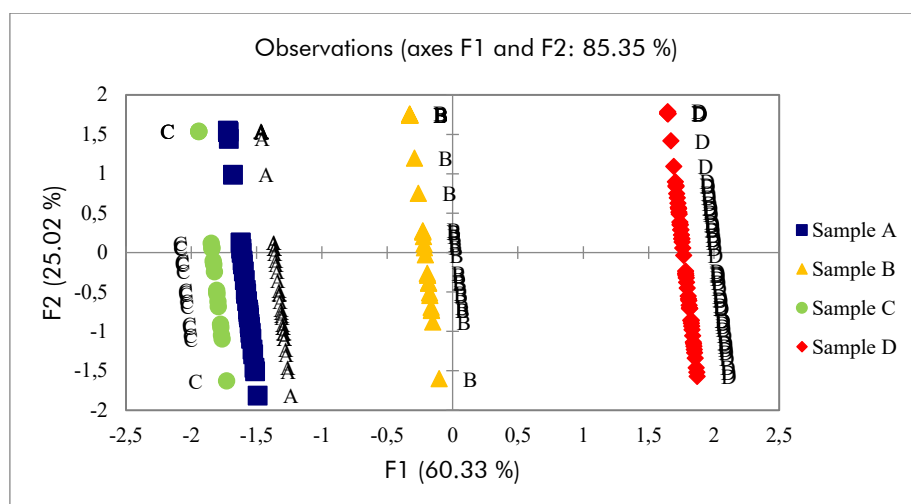 Observations (axes F1 and F2: 85.35 %)
2
1,5
1
0,5
0
-0,5
-1
-1,5
-2
F2 (25.02 %)
-2,5 -2 -1,5 -1 -0,5 0 0,5 1 1,5 2 2,5
F1 (60.33 %)
C A A B D
D
A B D
B
C A B
C B
Sample A
Sample B
Sample C
Sample D